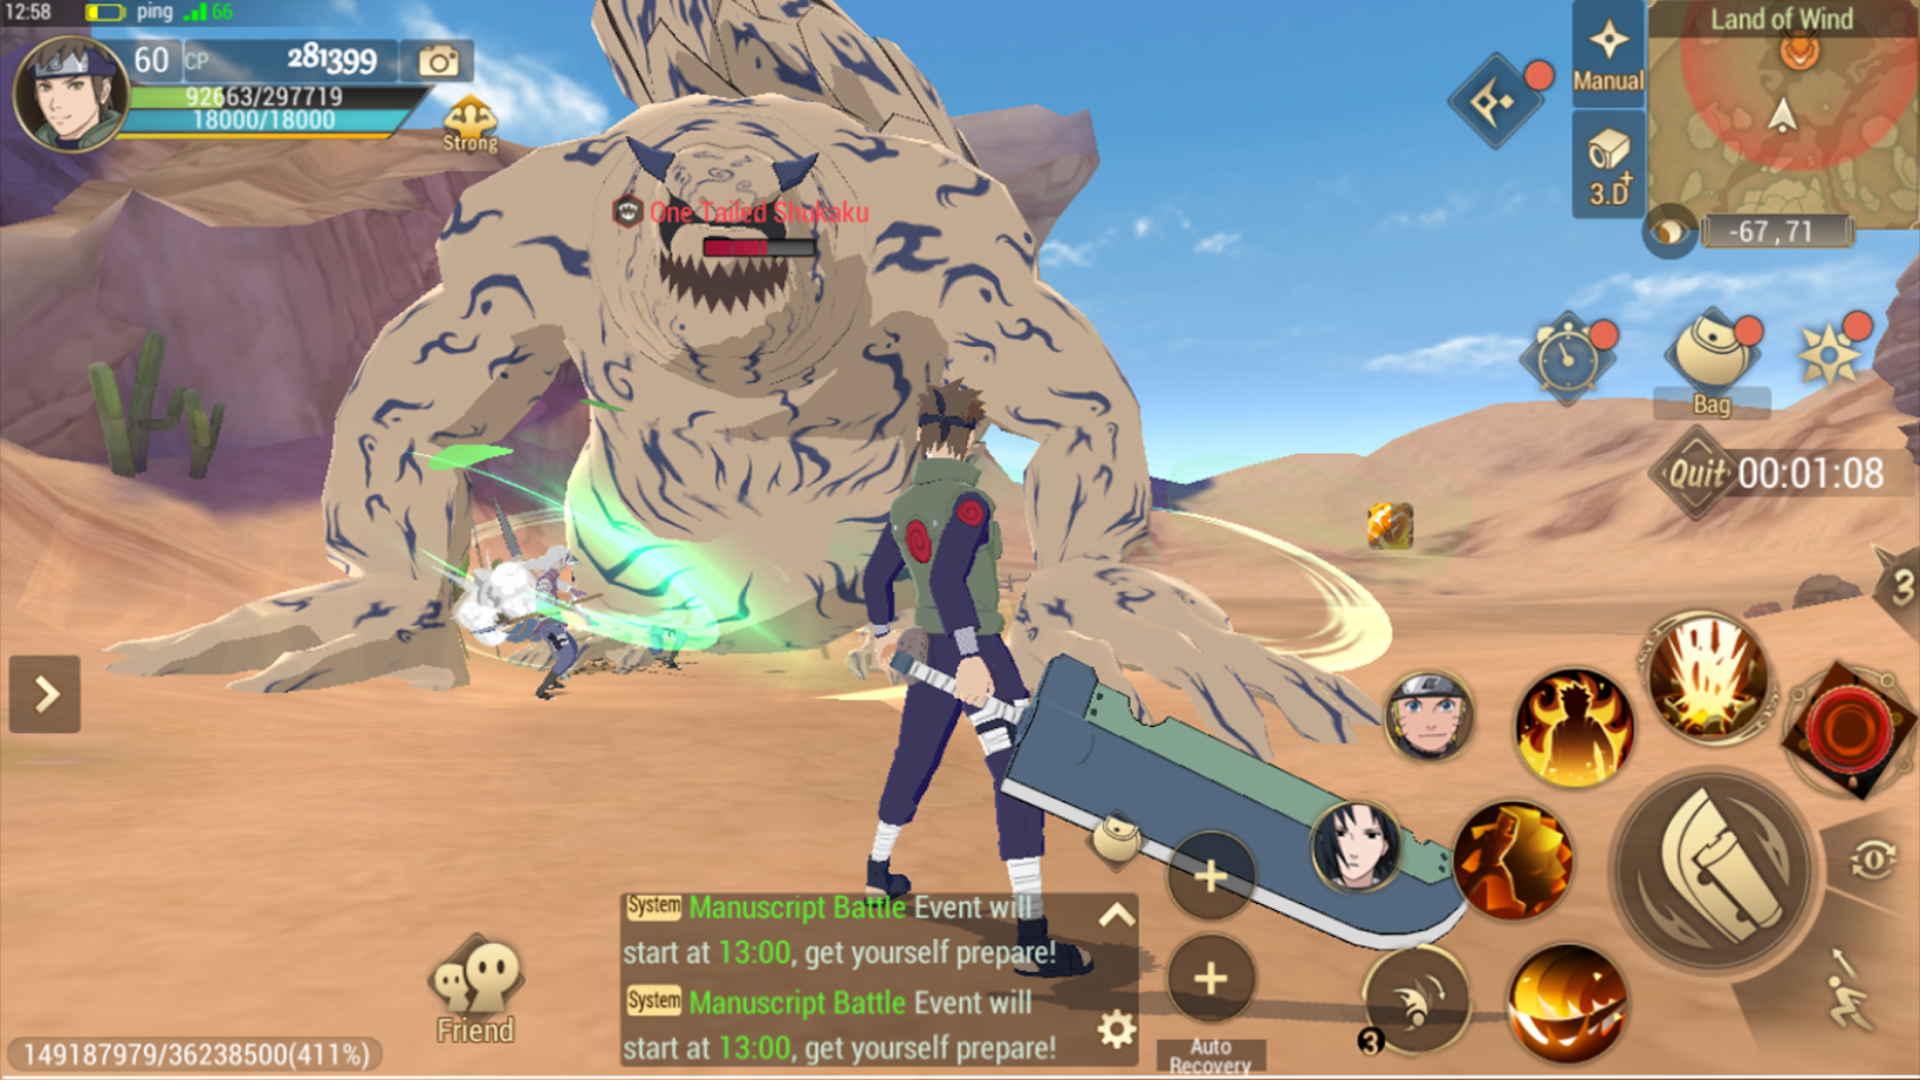 12:58 ping 66
60 CP 281399
92663/297719
18000/18000
Strong
Land of Wind
Manual
3.D+
-67 , 71
One Tailed Shukaku
Bag
Quit 00:01:08
3
System Manuscript Battle Event will
start at 13:00, get yourself prepare!
System Manuscript Battle Event will
start at 13:00, get yourself prepare!
Friend
3
Auto
Recovery
149187979/36238500(411%)